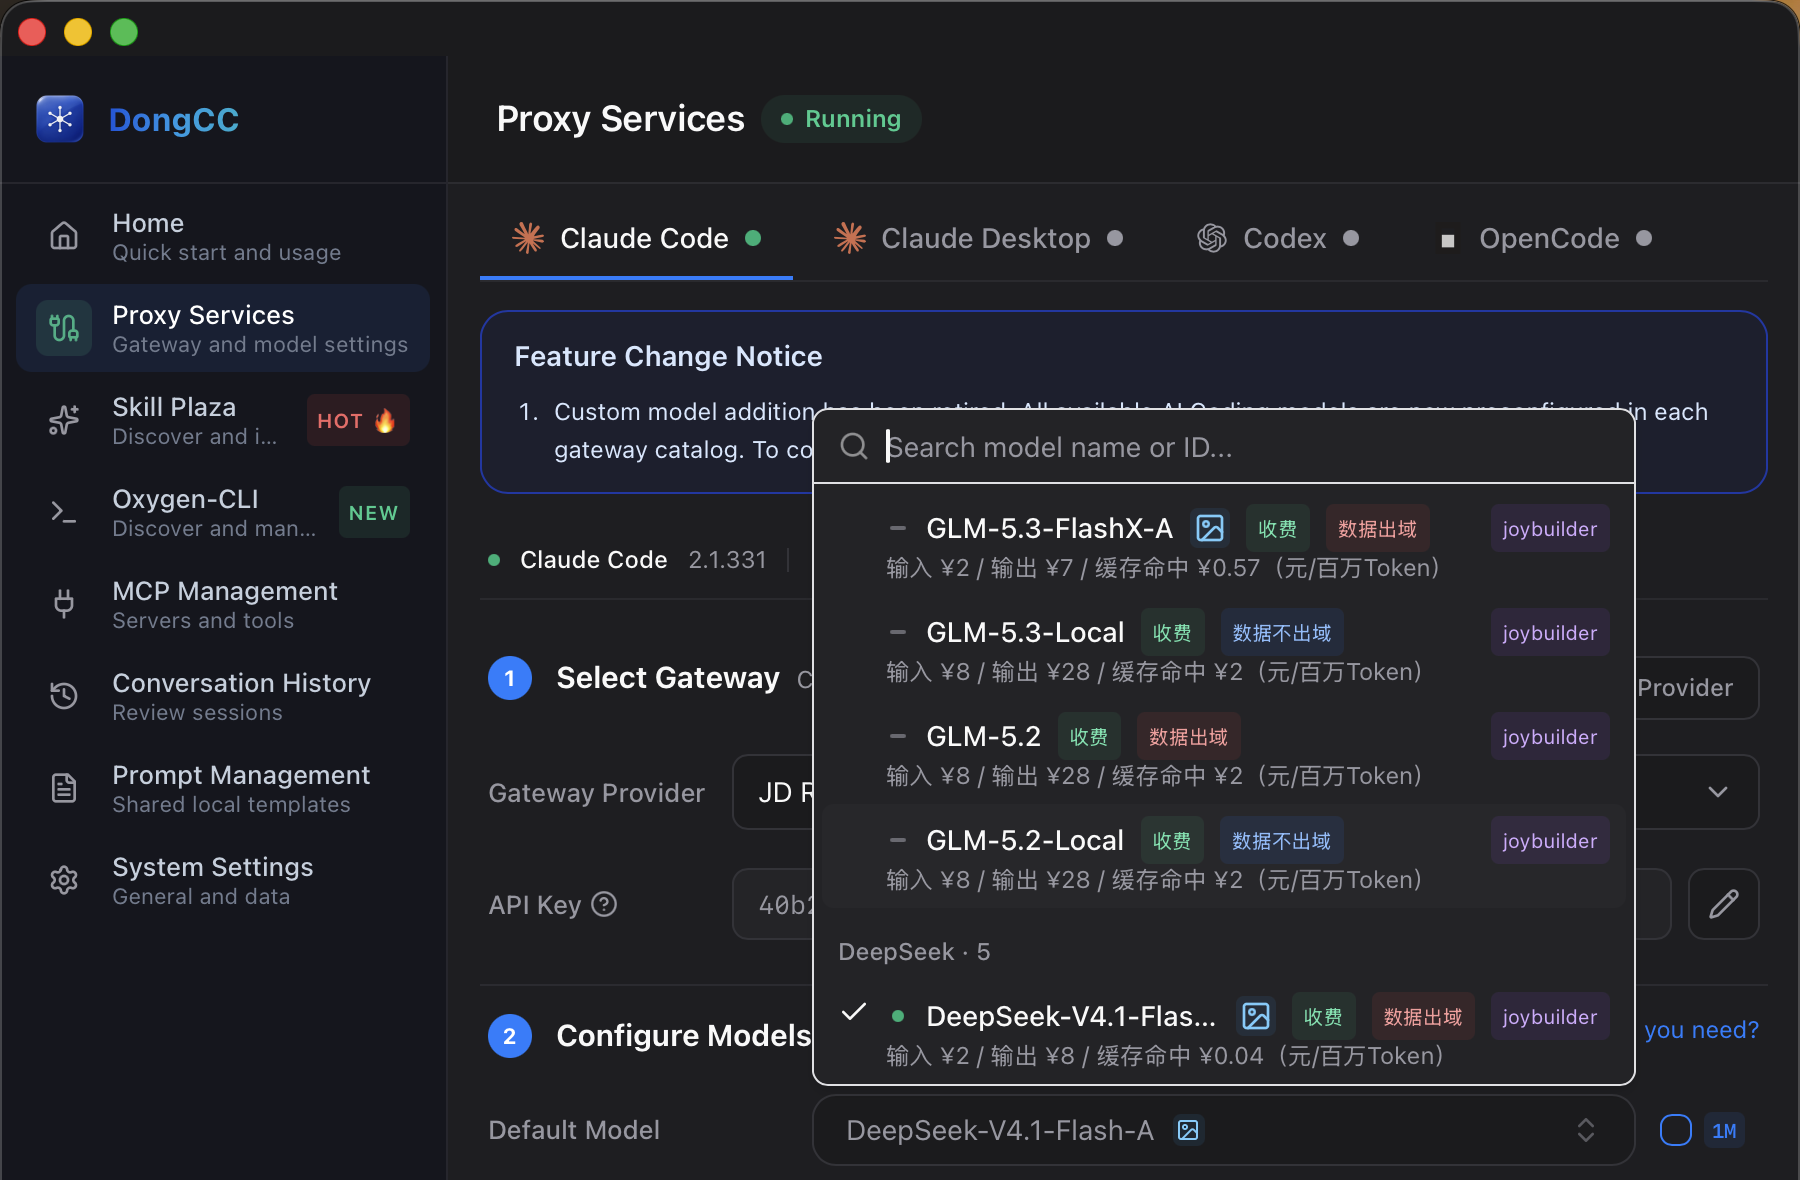 DongCC
Proxy Services
Running
Home
Quick start and usage
Proxy Services
Gateway and model settings
Skill Plaza
Discover and i...
HOT 🔥
Oxygen-CLI
Discover and man...
NEW
MCP Management
Servers and tools
Conversation History
Review sessions
Prompt Management
Shared local templates
System Settings
General and data
Claude Code
Claude Desktop
Codex
OpenCode
Feature Change Notice
1. Custom model addition has been retired. All available AI Coding models are now preconfigured in each
gateway catalog. To co
Search model name or ID...
GLM-5.3-FlashX-A 收费 数据出域 joybuilder
输入 ¥2 / 输出 ¥7 / 缓存命中 ¥0.57（元/百万Token）
GLM-5.3-Local 收费 数据不出域 joybuilder
输入 ¥8 / 输出 ¥28 / 缓存命中 ¥2（元/百万Token）
GLM-5.2 收费 数据出域 joybuilder
输入 ¥8 / 输出 ¥28 / 缓存命中 ¥2（元/百万Token）
GLM-5.2-Local 收费 数据不出域 joybuilder
输入 ¥8 / 输出 ¥28 / 缓存命中 ¥2（元/百万Token）
DeepSeek · 5
DeepSeek-V4.1-Flas... 收费 数据出域 joybuilder
输入 ¥2 / 输出 ¥8 / 缓存命中 ¥0.04（元/百万Token）
Claude Code 2.1.331
1 Select Gateway
Provider
Gateway Provider
JD R
API Key
40b2
2 Configure Models
you need?
Default Model
DeepSeek-V4.1-Flash-A
1M